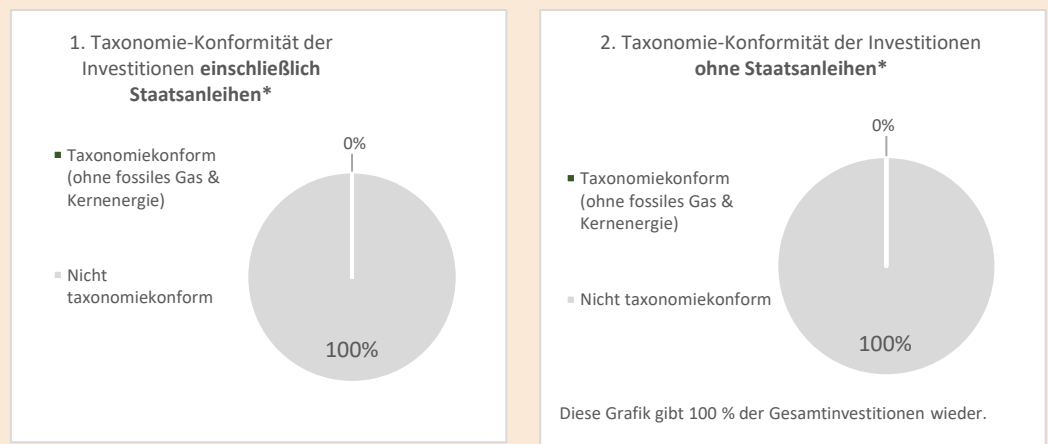 1. Taxonomie-Konformität der
Investitionen einschließlich
Staatsanleihen*
0%
Taxonomiekonform
(ohne fossiles Gas &
Kernenergie)
Nicht
taxonomiekonform
100%
2. Taxonomie-Konformität der Investitionen
ohne Staatsanleihen*
0%
Taxonomiekonform
(ohne fossiles Gas &
Kernenergie)
Nicht taxonomiekonform
100%
Diese Grafik gibt 100 % der Gesamtinvestitionen wieder.